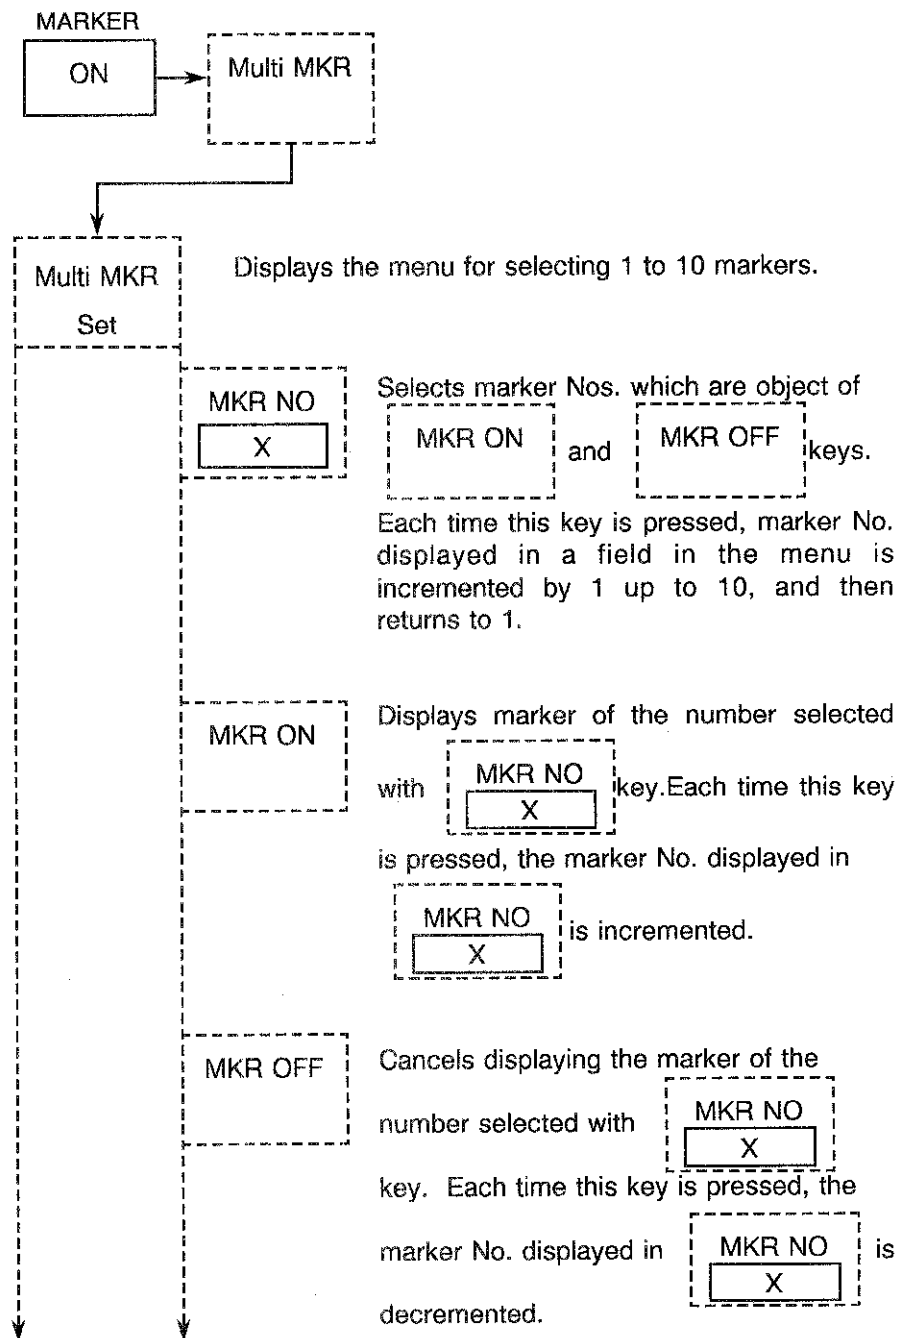 MARKER
ON
Multi MKR
Multi MKR
Set
Displays the menu for selecting 1 to 10 markers.
MKR NO
X
Selects marker Nos. which are object of
MKR ON and MKR OFF keys.
Each time this key is pressed, marker No.
displayed in a field in the menu is
incremented by 1 up to 10, and then
returns to 1.
MKR ON
Displays marker of the number selected
with MKR NO X key.Each time this key
is pressed, the marker No. displayed in
MKR NO X is incremented.
MKR OFF
Cancels displaying the marker of the
number selected with MKR NO X
key. Each time this key is pressed, the
marker No. displayed in MKR NO X is
decremented.